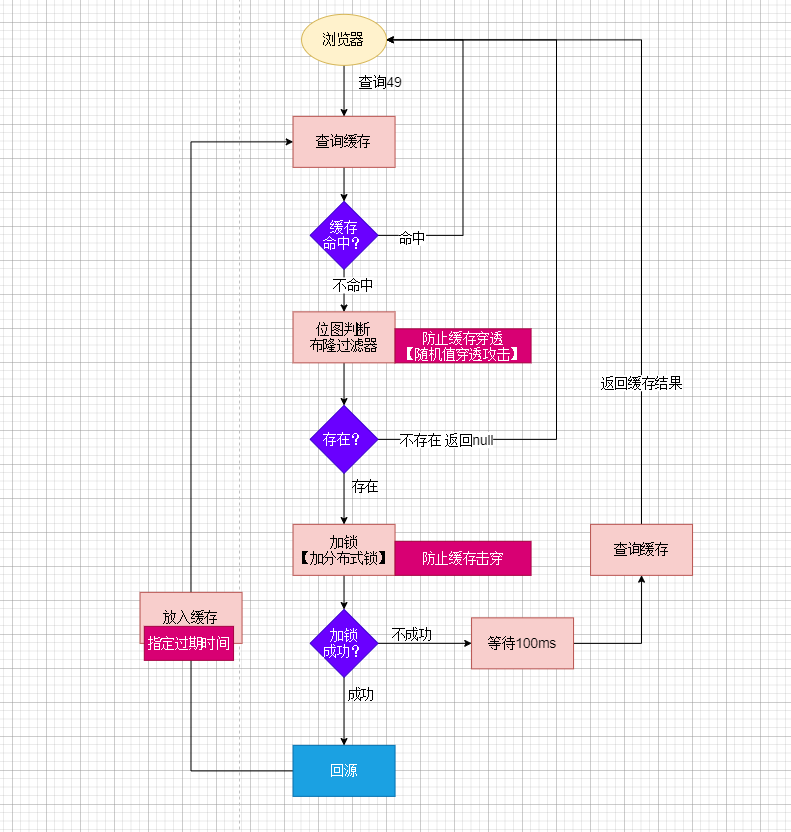 浏览器
查询49
查询缓存
缓存
命中？
命中
不命中
位图判断
布隆过滤器
防止缓存穿透
【随机值穿透攻击】
返回缓存结果
存在？
不存在 返回null
存在
加锁
【加分布式锁】
防止缓存击穿
查询缓存
放入缓存
指定过期时间
加锁
成功？
不成功
等待100ms
成功
回源